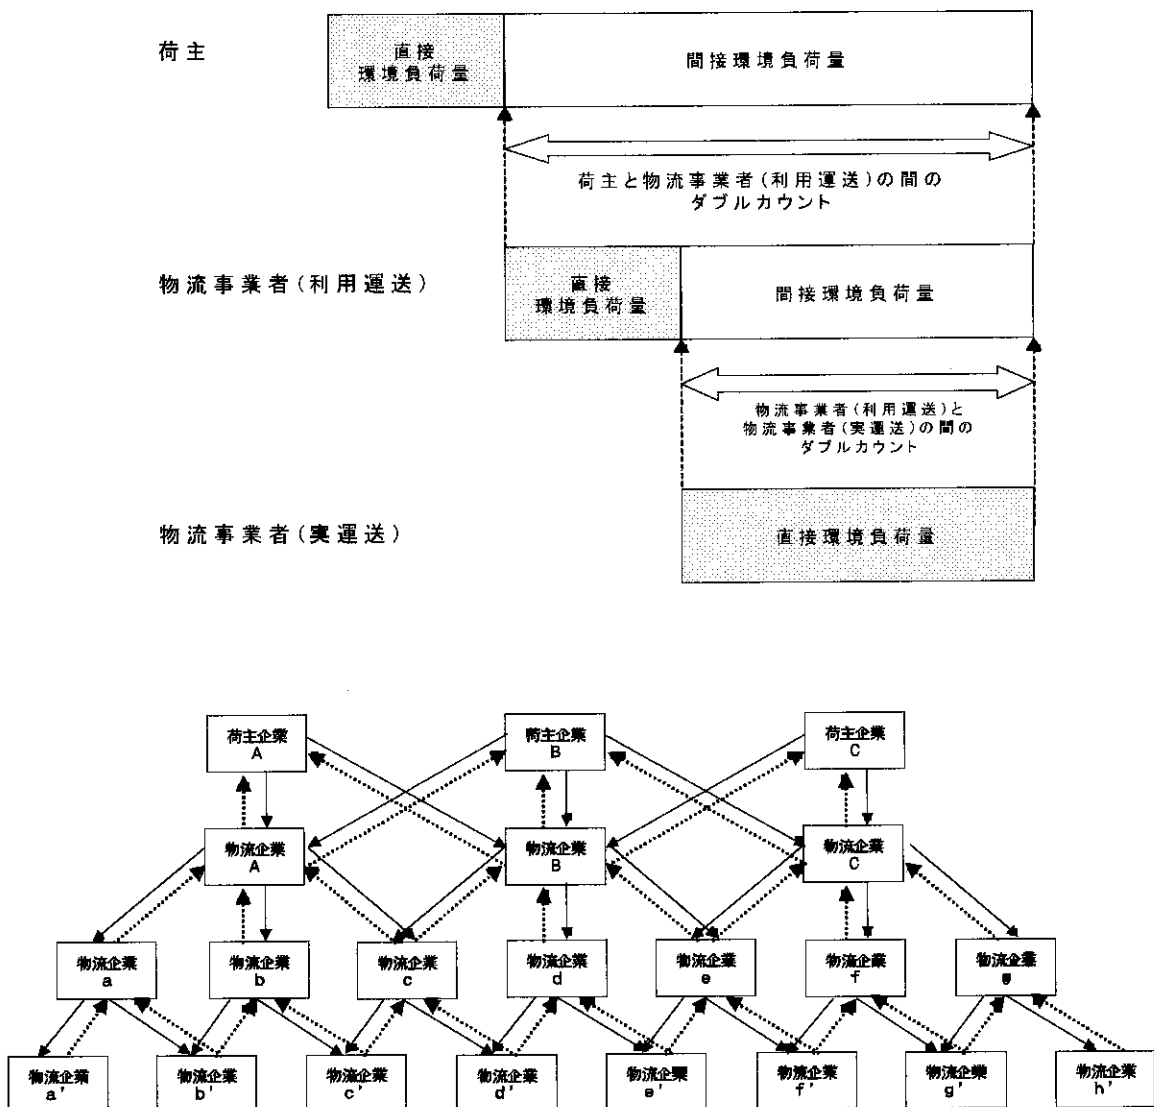 荷主
直接
環境負荷量
間接環境負荷量
荷主と物流事業者(利用運送)の間の
ダブルカウント
物流事業者(利用運送)
直接
環境負荷量
間接環境負荷量
物流事業者(利用運送)と
物流事業者(実運送)の間の
ダブルカウント
物流事業者(実運送)
直接環境負荷量
荷主企業
A
荷主企業
B
荷主企業
C
物流企業
A
物流企業
B
物流企業
C
物流企業
a
物流企業
b
物流企業
c
物流企業
d
物流企業
e
物流企業
f
物流企業
g
物流企業
a'
物流企業
b'
物流企業
c'
物流企業
d'
物流企業
e'
物流企業
f'
物流企業
g'
物流企業
h'